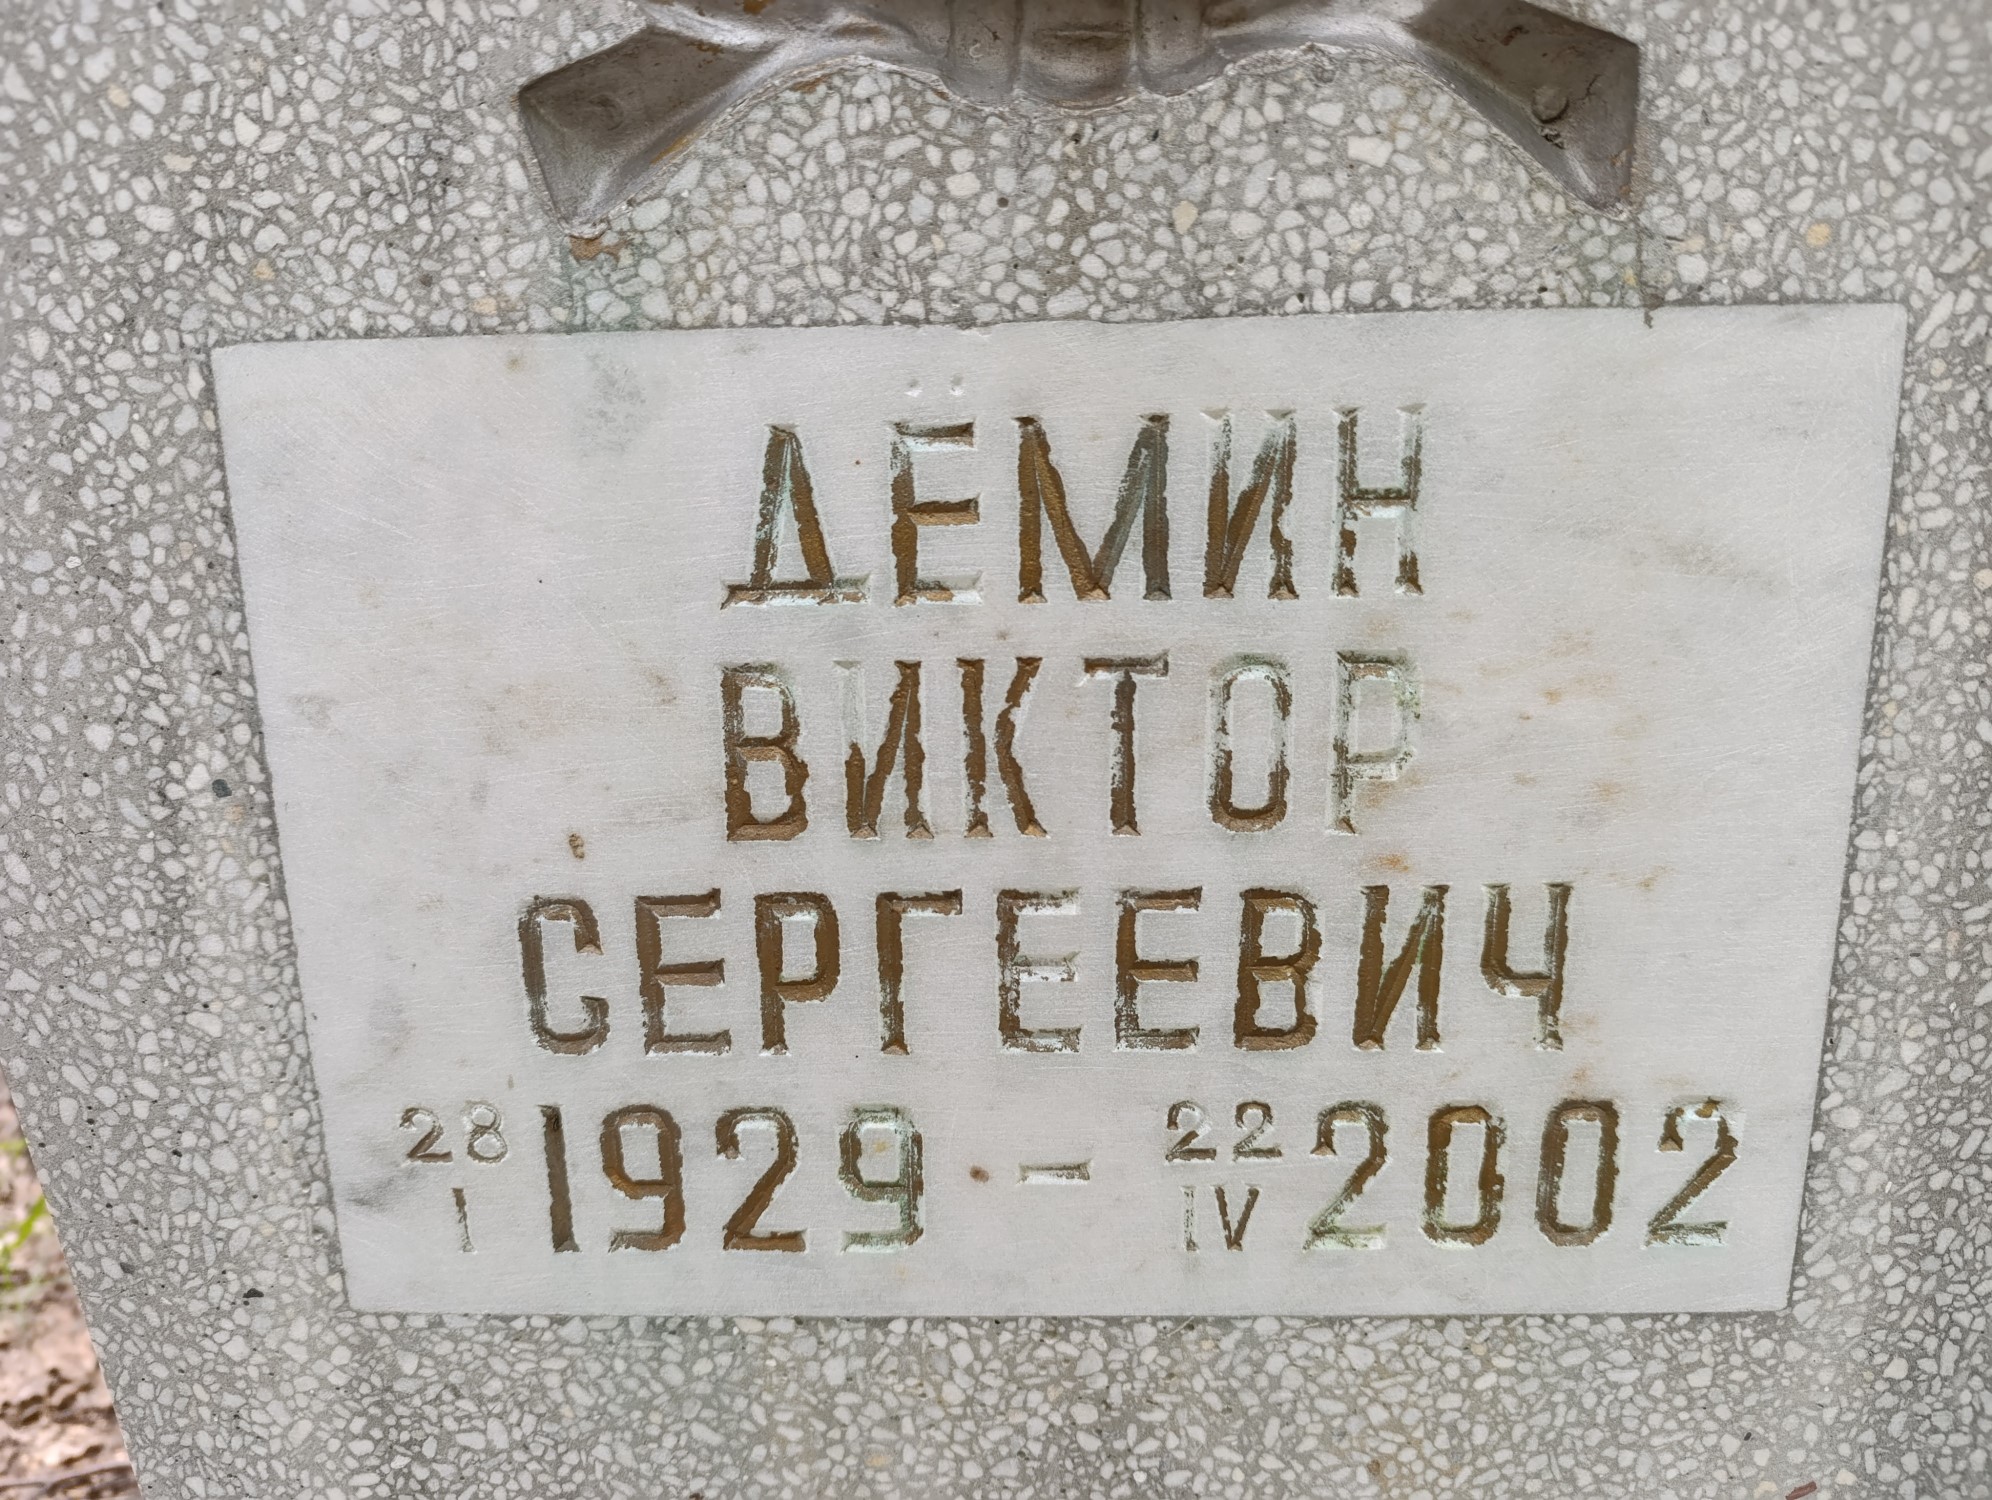 ДЁМИН
ВИКТОР
СЕРГЕЕВИЧ
28 I 1929 - 22 IV 2002